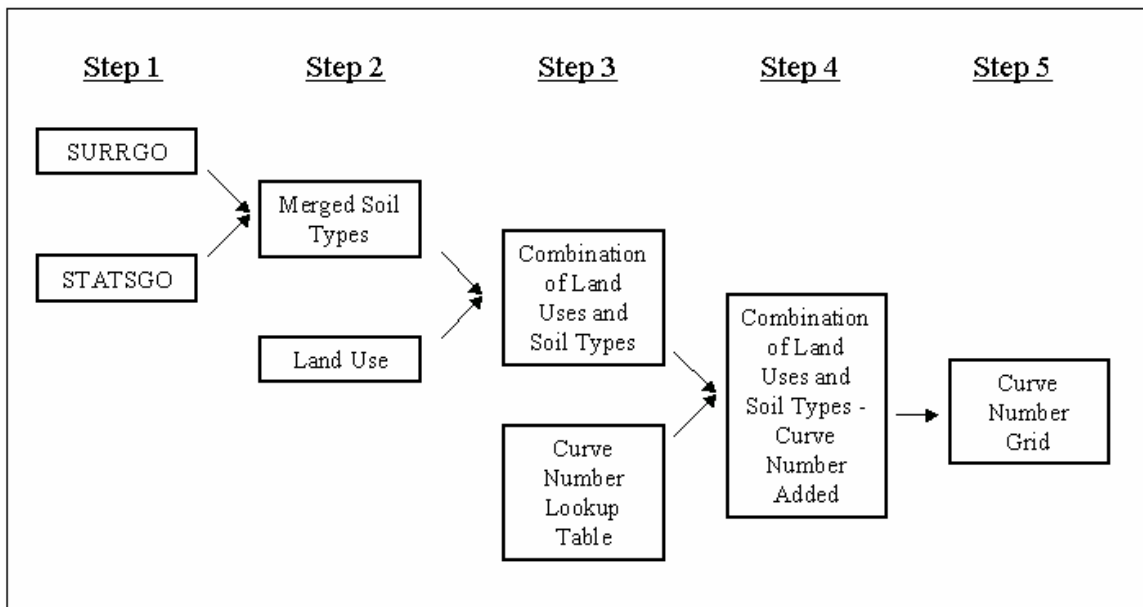 Step 1
Step 2
Step 3
Step 4
Step 5
SURRGO
STATSGO
Merged Soil
Types
Land Use
Combination
of Land
Uses and
Soil Types
Curve
Number
Lookup
Table
Combination
of Land
Uses and
Soil Types -
Curve
Number
Added
Curve
Number
Grid